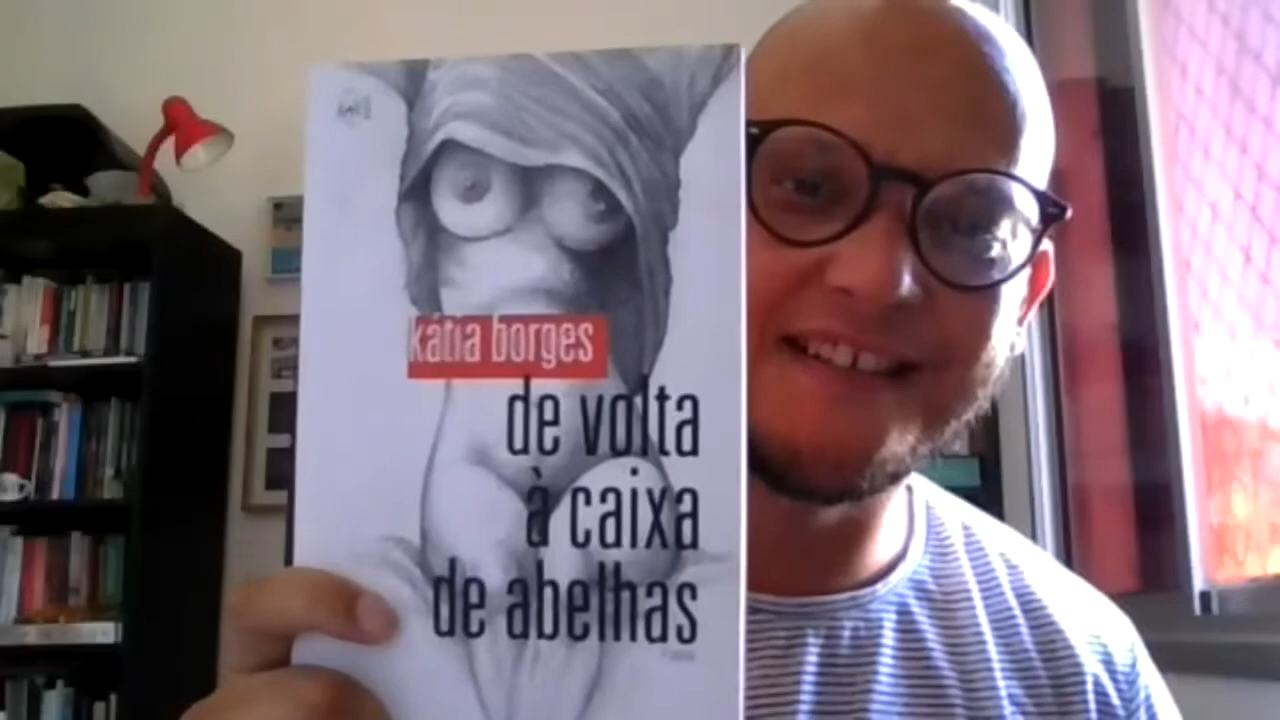 kátia borges
de volta
à caixa
de abelhas